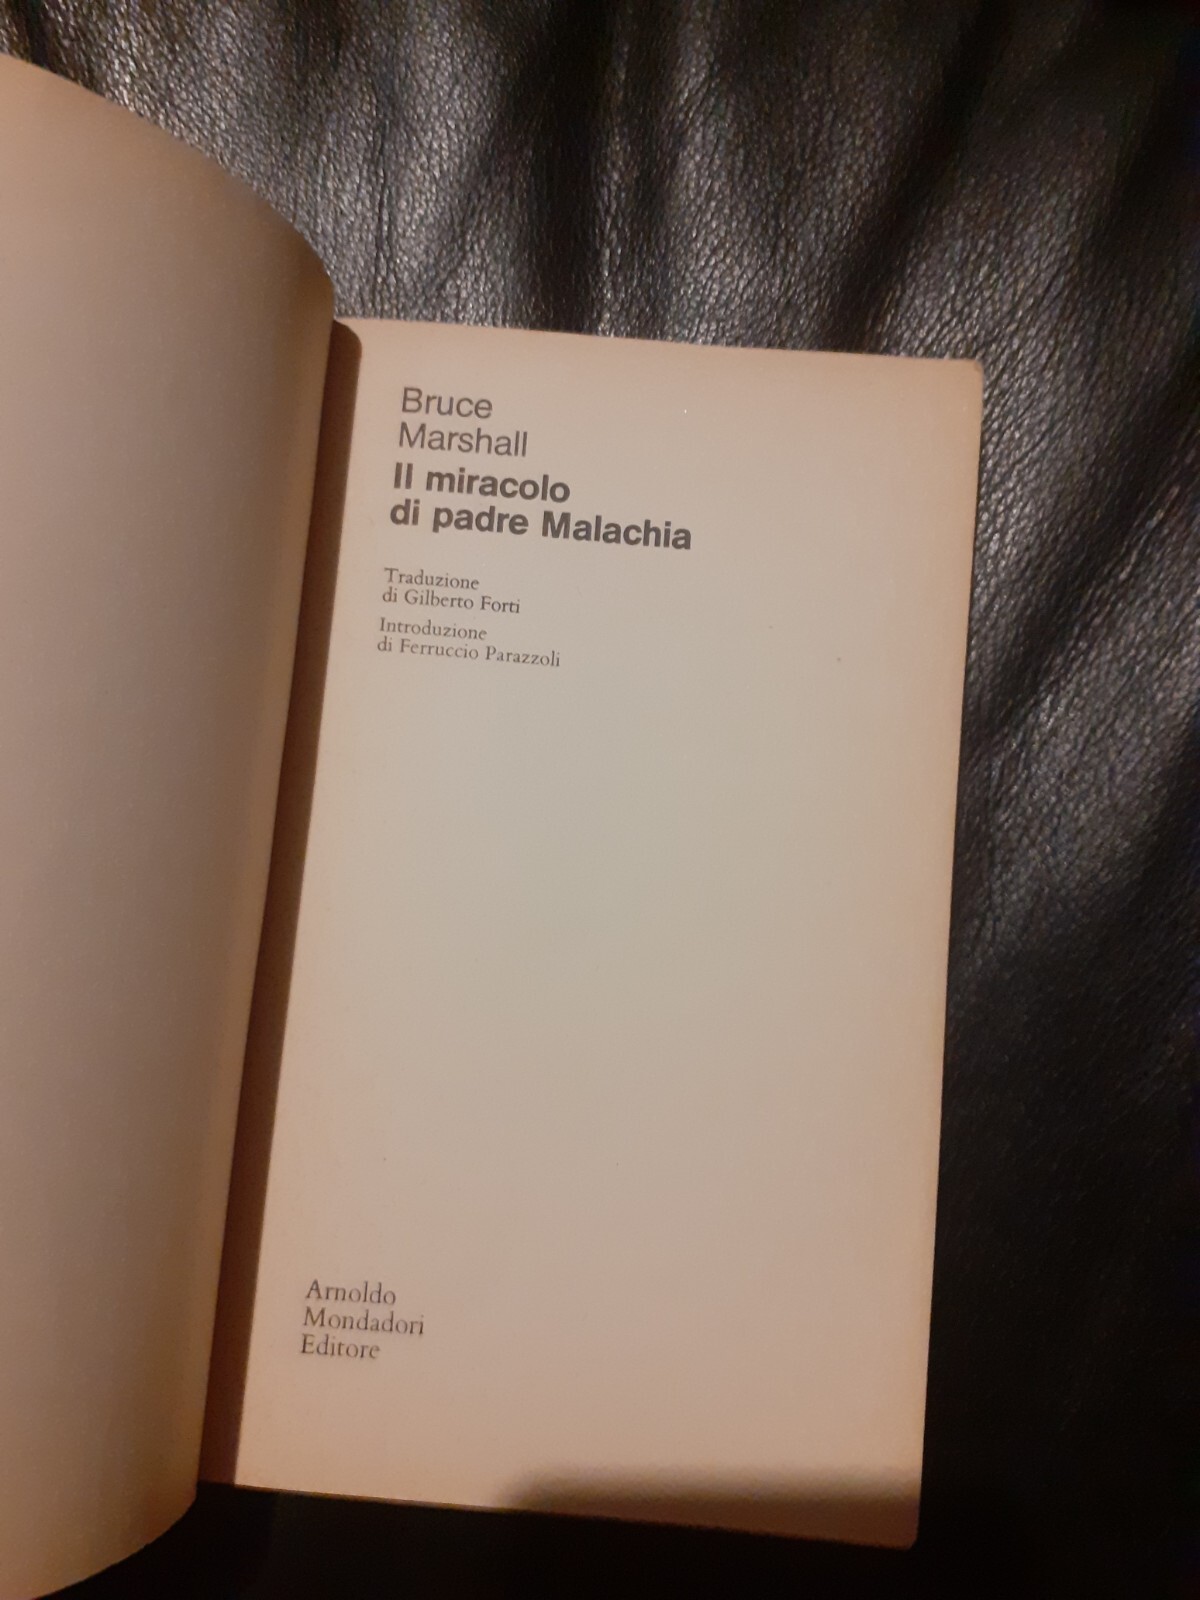 Bruce
Marshall
Il miracolo
di padre Malachia
Traduzione
di Gilberto Forti
Introduzione
di Ferruccio Parazzoli
Arnoldo
Mondadori
Editore